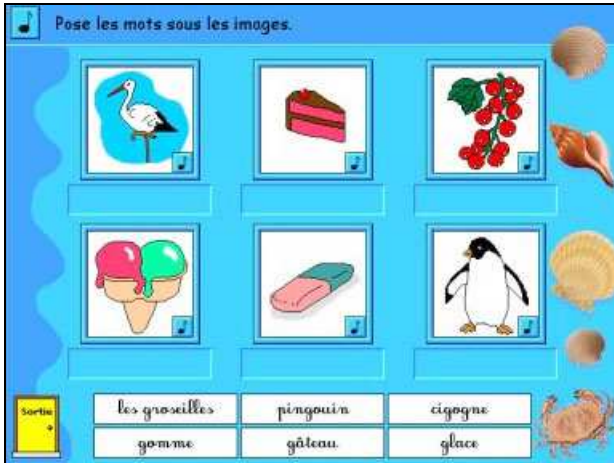 Pose les mots sous les images.
Sortie
les groseilles
pingouin
cigogne
gomme
gâteau
glace